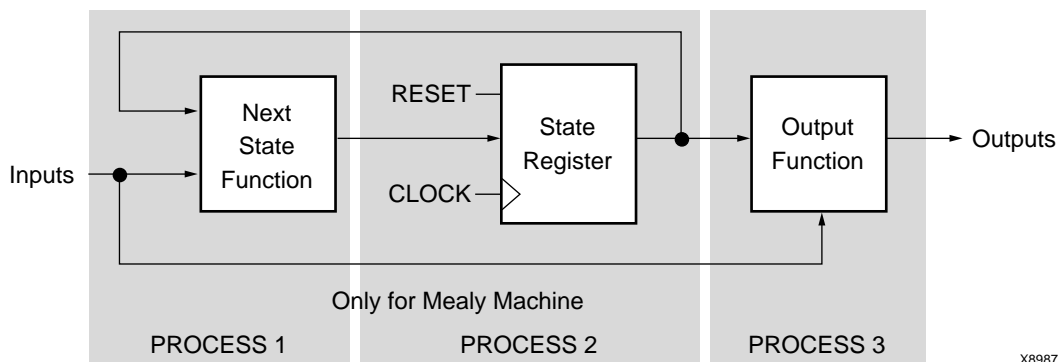 RESET
Next
State
Function
State
Register
Output
Function
Inputs
Outputs
CLOCK
Only for Mealy Machine
PROCESS 1
PROCESS 2
PROCESS 3
X8987